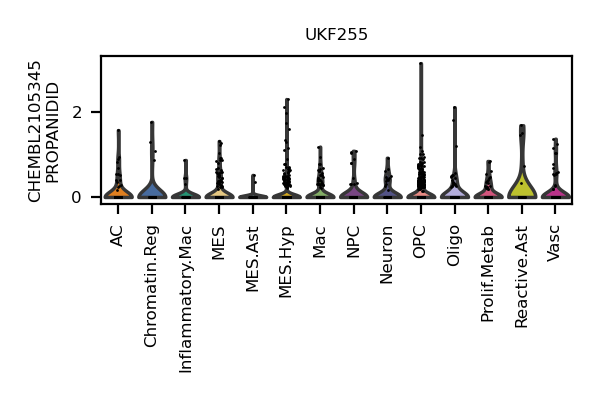 UKF255
CHEMBL2105345
PROPANIDID
2
0
AC
Chromatin.Reg
Inflammatory.Mac
MES
MES.Ast
MES.Hyp
Mac
NPC
Neuron
OPC
Oligo
Prolif.Metab
Reactive.Ast
Vasc